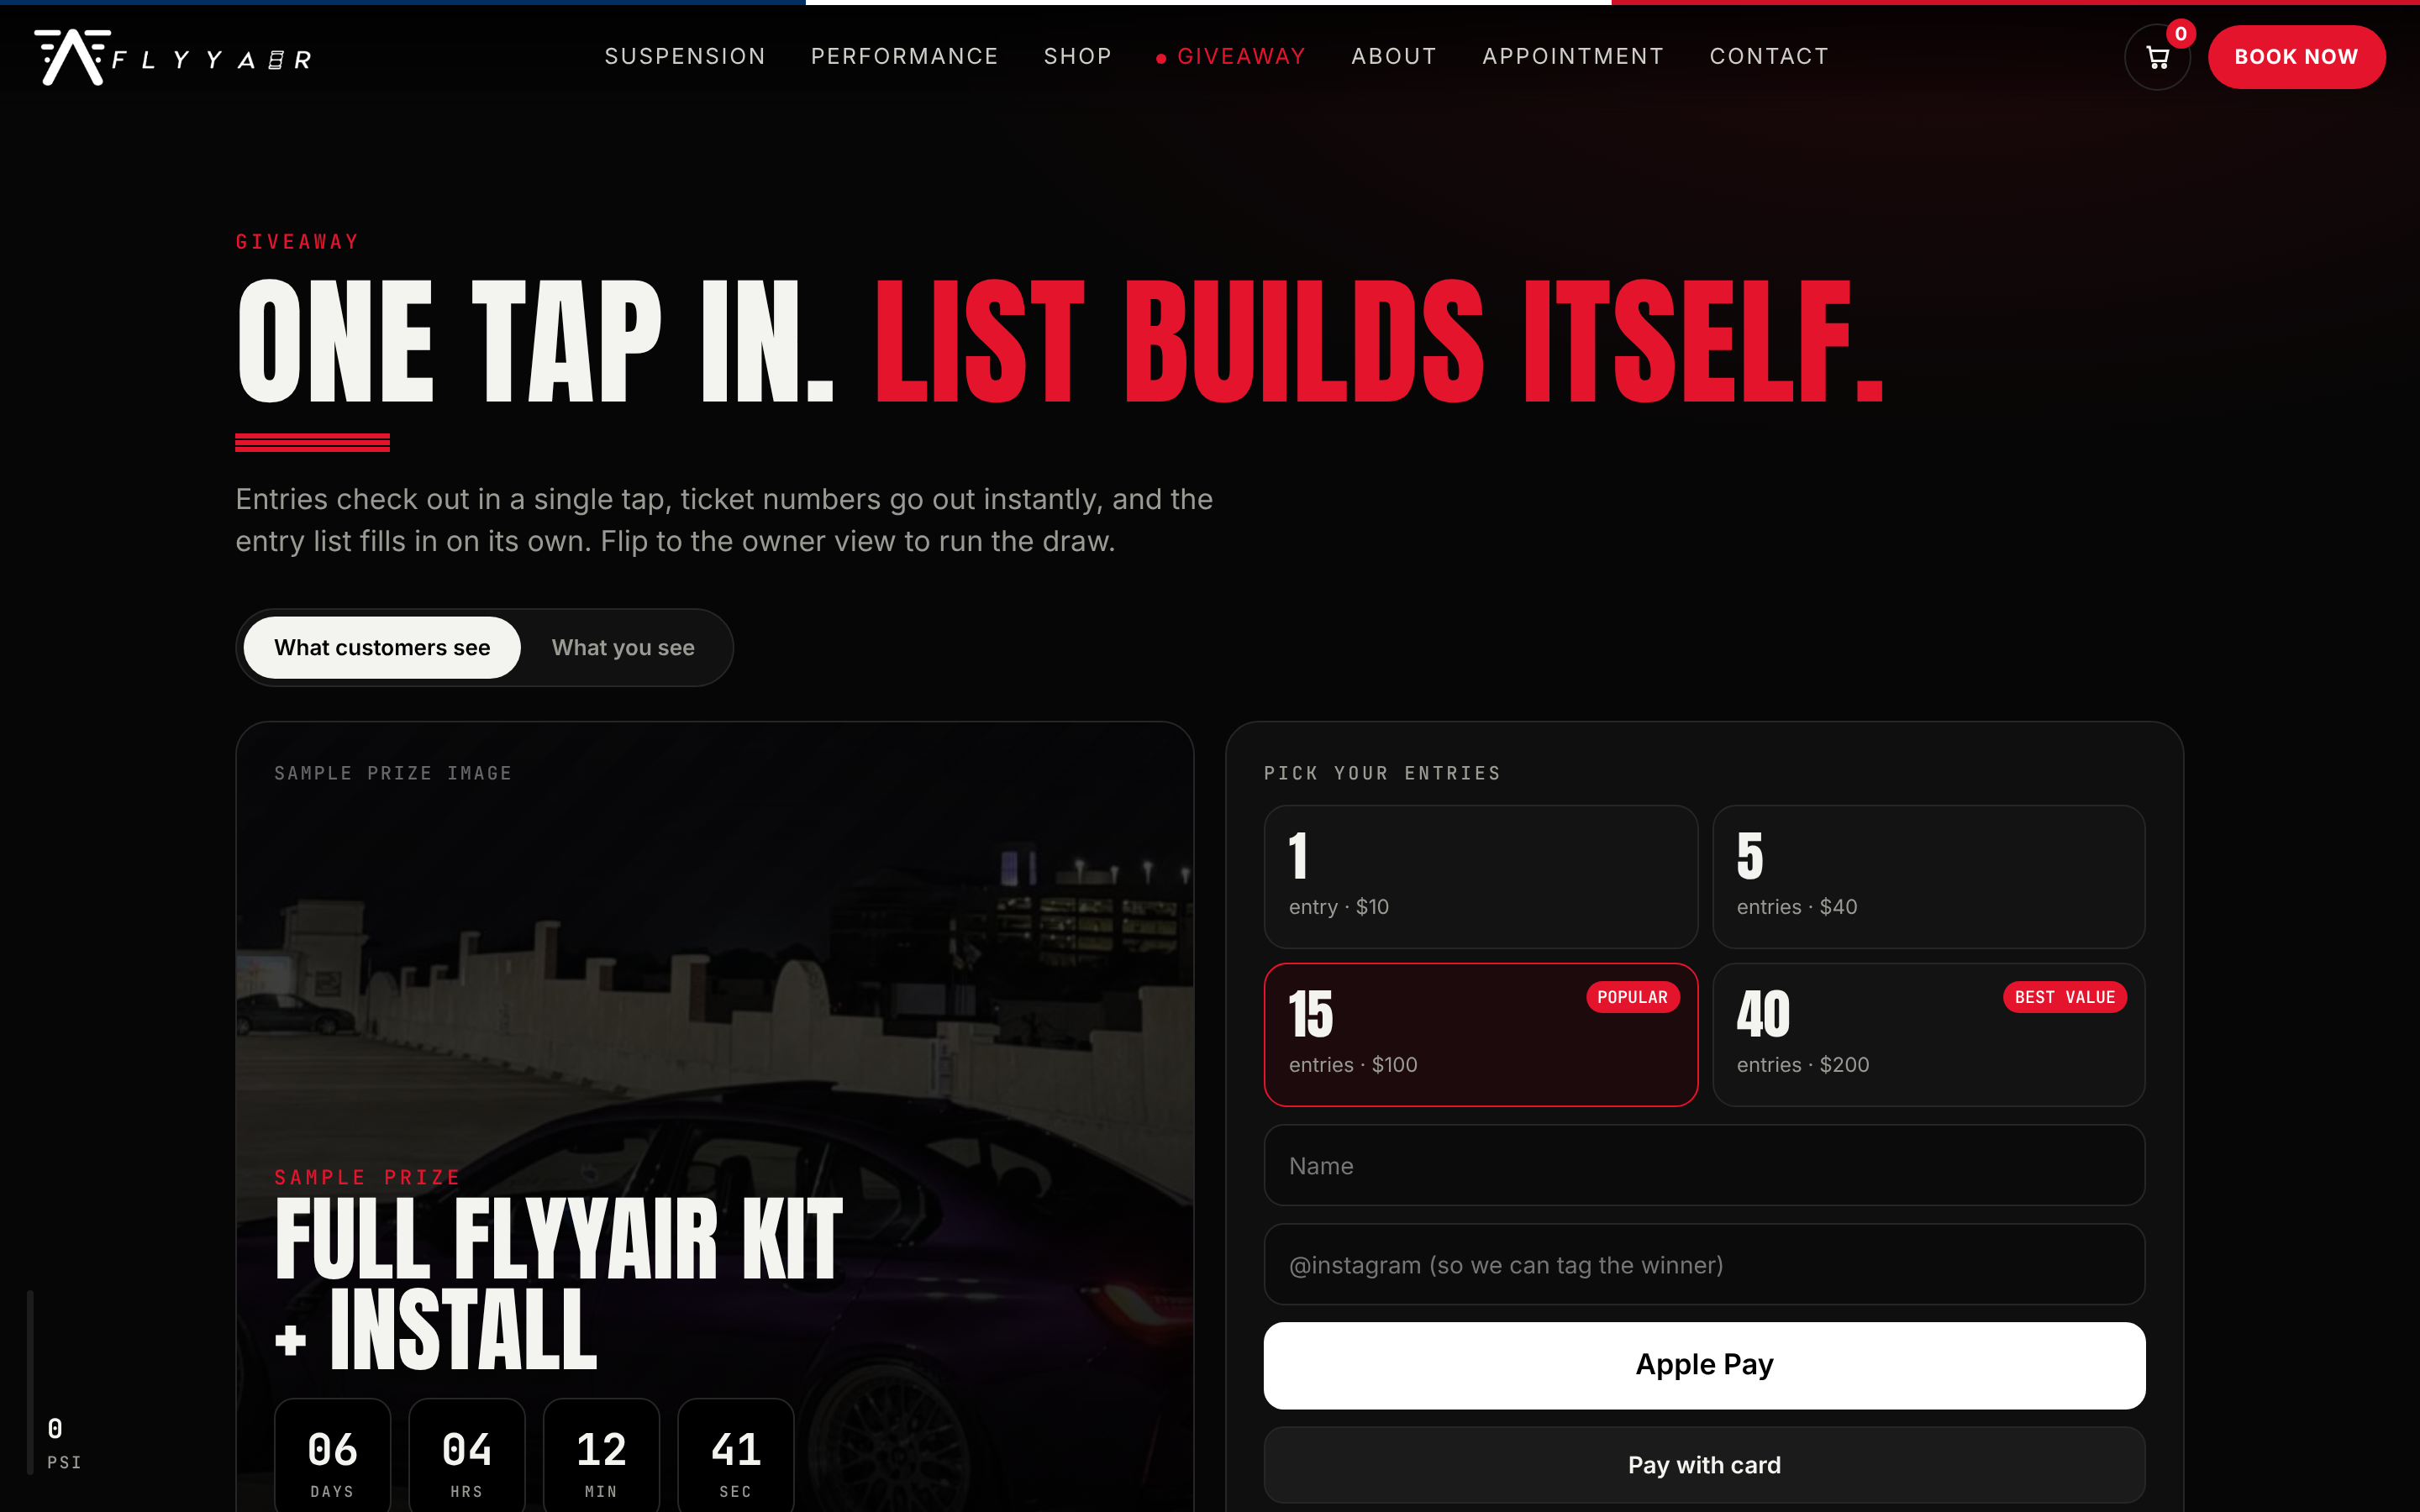 FLYYAIR
SUSPENSION
PERFORMANCE
SHOP
GIVEAWAY
ABOUT
APPOINTMENT
CONTACT
0
BOOK NOW
GIVEAWAY
ONE TAP IN. LIST BUILDS ITSELF.
Entries check out in a single tap, ticket numbers go out instantly, and the
entry list fills in on its own. Flip to the owner view to run the draw.
What customers see
What you see
SAMPLE PRIZE IMAGE
SAMPLE PRIZE
FULL FLYYAIR KIT
+ INSTALL
06
DAYS
04
HRS
12
MIN
41
SEC
PICK YOUR ENTRIES
1
entry · $10
5
entries · $40
15
POPULAR
entries · $100
40
BEST VALUE
entries · $200
Name
@instagram (so we can tag the winner)
Apple Pay
Pay with card
0
PSI